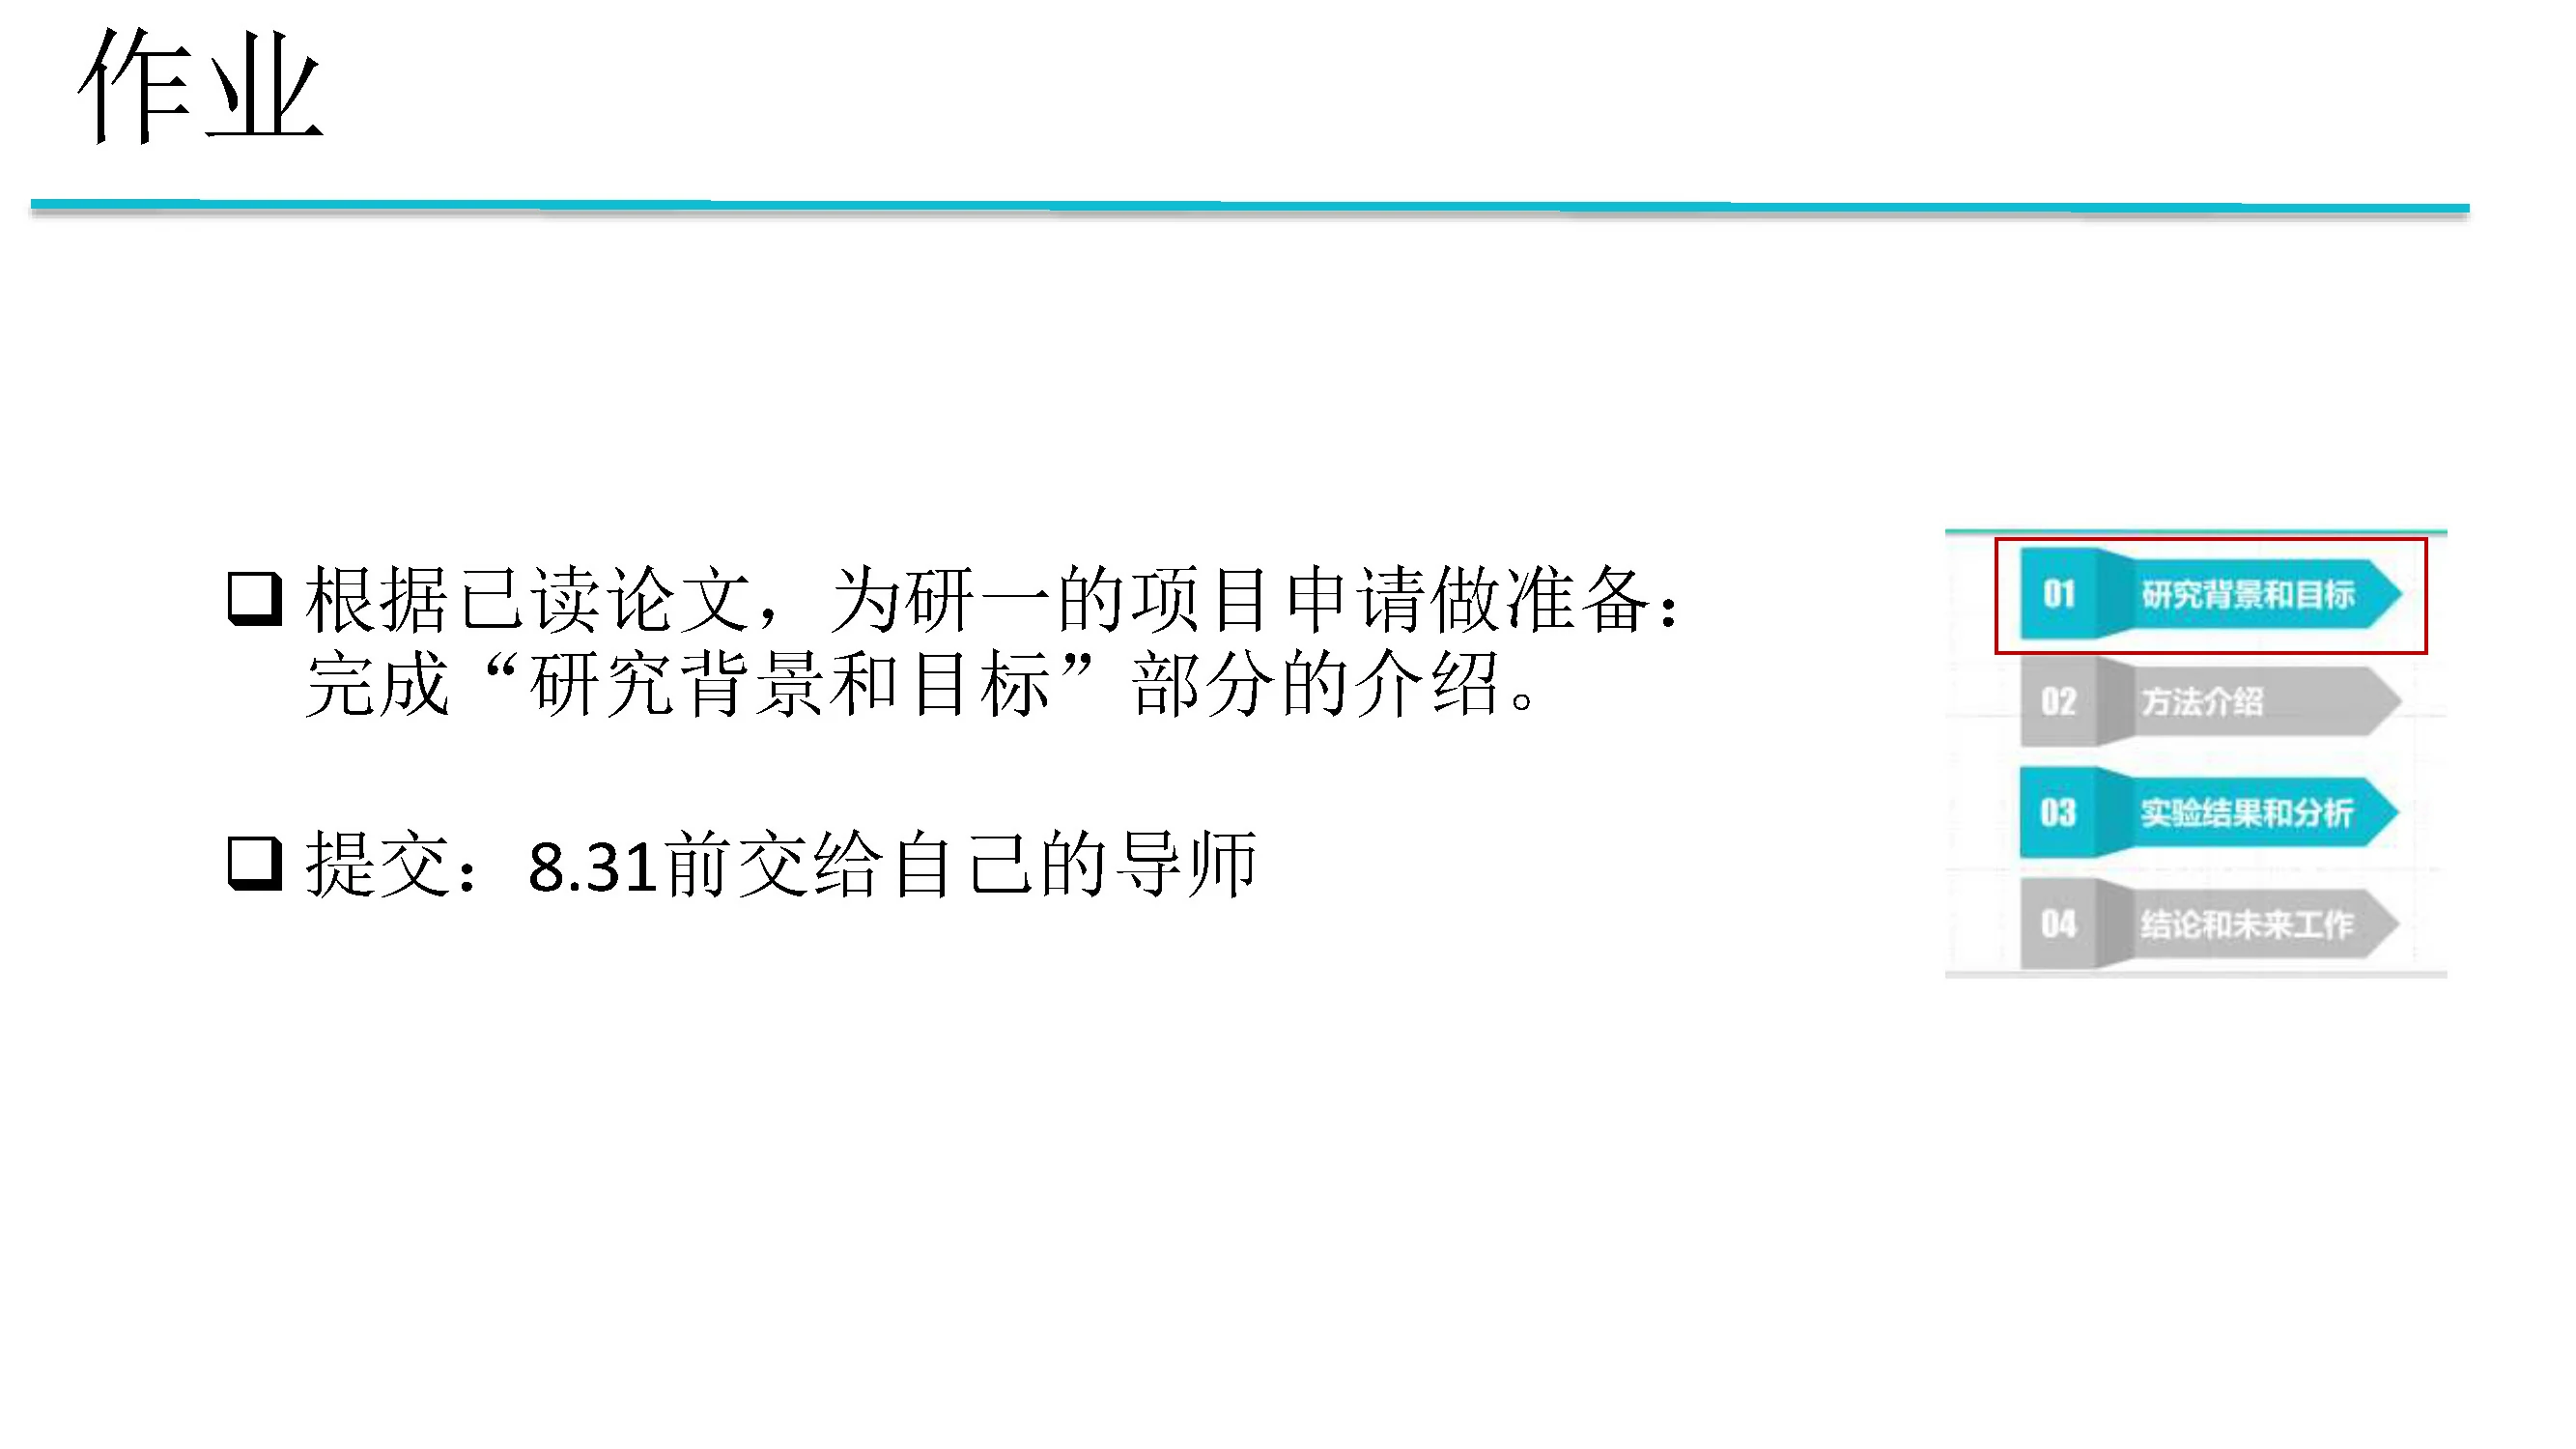 作业
根据已读论文，为研一的项目申请做准备：
完成“研究背景和目标”部分的介绍。
提交：8.31前交给自己的导师
01 研究背景和目标
02 方法介绍
03 实验结果和分析
04 结论和未来工作